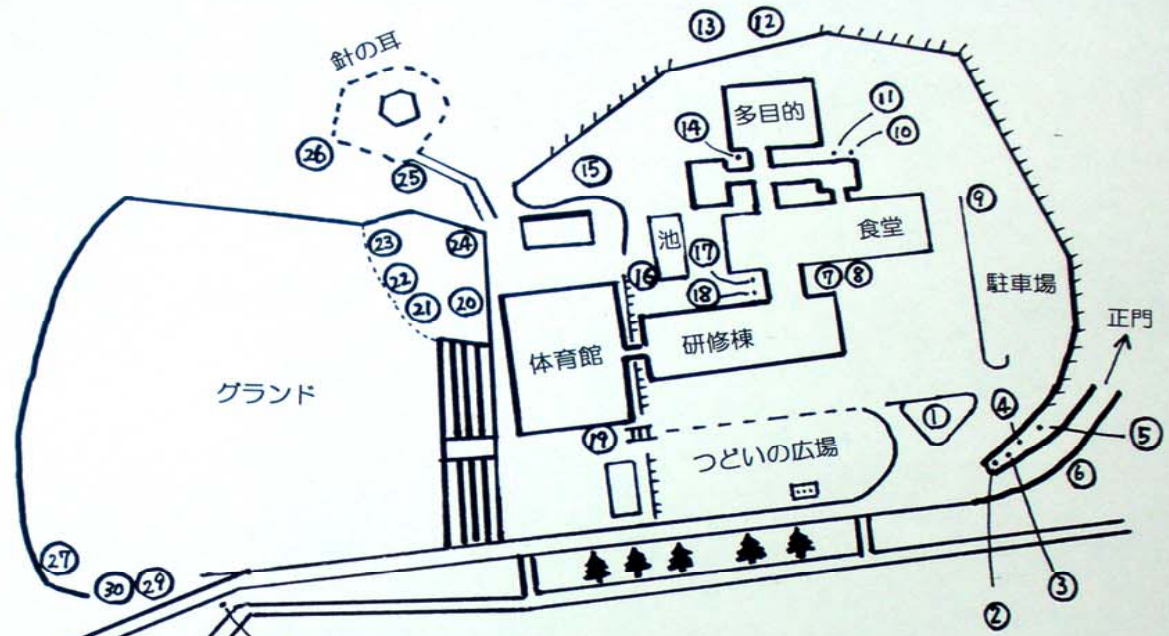 ⑬ ⑫
針の耳
多目的
⑪
⑩
⑭
㉖
㉕
⑮
⑨
池
食堂
㉓
㉔
⑰
⑯
⑦ ⑧
駐車場
㉒
⑱
㉑
⑳
正門
研修棟
体育館
グランド
④
①
⑤
⑲
つどいの広場
⑥
㉗
㉚ ㉙
③
②